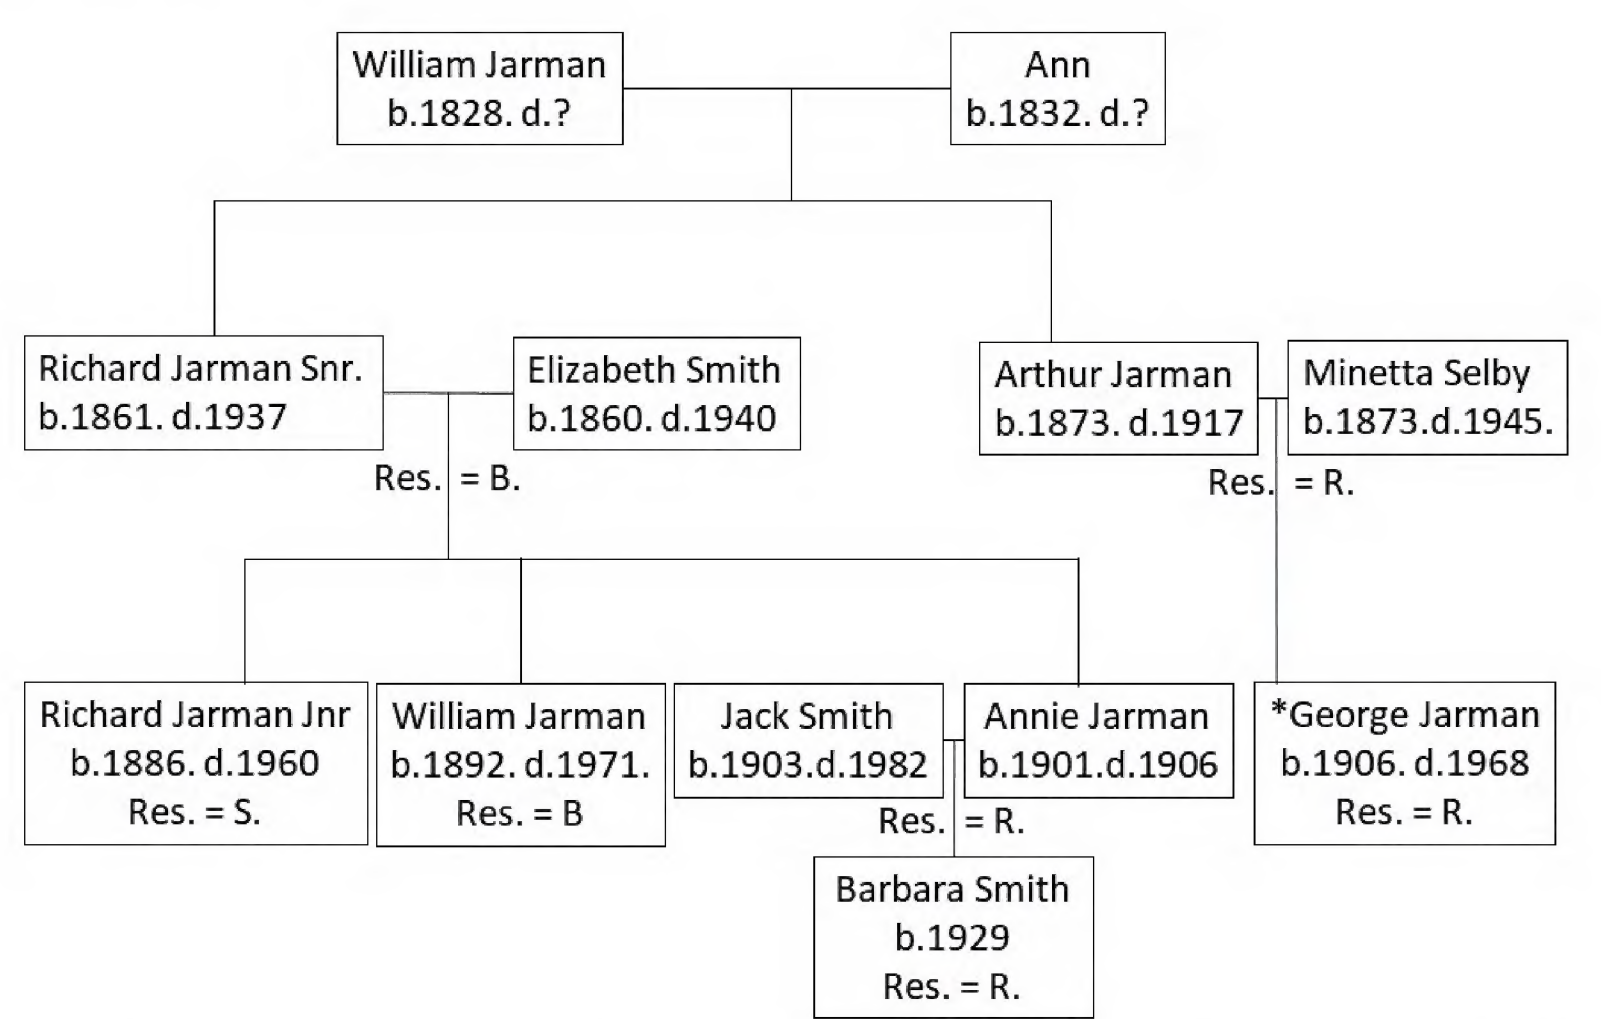 William Jarman
b.1828. d.?
Ann
b.1832. d.?
Richard Jarman Snr.
b.1861. d.1937
Elizabeth Smith
b.1860. d.1940
Arthur Jarman
b.1873. d.1917
Minetta Selby
b.1873.d.1945.
Res. = B.
Res. = R.
Richard Jarman Jnr
b.1886. d.1960
Res. = S.
William Jarman
b.1892. d.1971.
Res. = B
Jack Smith
b.1903.d.1982
Annie Jarman
b.1901.d.1906
Res. = R.
*George Jarman
b.1906. d.1968
Res. = R.
Barbara Smith
b.1929
Res. = R.